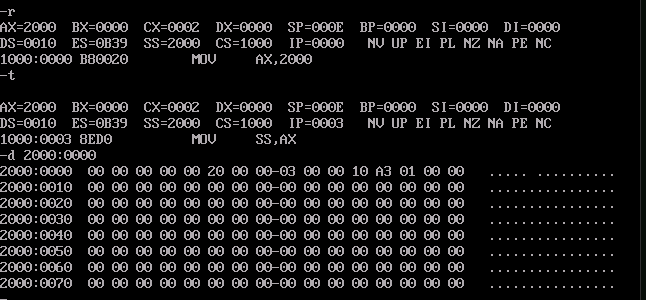 -r
AX=2000 BX=0000 CX=0002 DX=0000 SP=000E BP=0000 SI=0000 DI=0000
DS=0010 ES=0B39 SS=2000 CS=1000 IP=0000 NV UP EI PL NZ NA PE NC
1000:0000 B80020 MOV AX,2000
-t
AX=2000 BX=0000 CX=0002 DX=0000 SP=000E BP=0000 SI=0000 DI=0000
DS=0010 ES=0B39 SS=2000 CS=1000 IP=0003 NV UP EI PL NZ NA PE NC
1000:0003 8ED0 MOV SS,AX
-d 2000:0000
2000:0000 00 00 00 00 00 20 00 00-03 00 00 10 A3 01 00 00 ..... ..........
2000:0010 00 00 00 00 00 00 00 00-00 00 00 00 00 00 00 00 ................
2000:0020 00 00 00 00 00 00 00 00-00 00 00 00 00 00 00 00 ................
2000:0030 00 00 00 00 00 00 00 00-00 00 00 00 00 00 00 00 ................
2000:0040 00 00 00 00 00 00 00 00-00 00 00 00 00 00 00 00 ................
2000:0050 00 00 00 00 00 00 00 00-00 00 00 00 00 00 00 00 ................
2000:0060 00 00 00 00 00 00 00 00-00 00 00 00 00 00 00 00 ................
2000:0070 00 00 00 00 00 00 00 00-00 00 00 00 00 00 00 00 ................